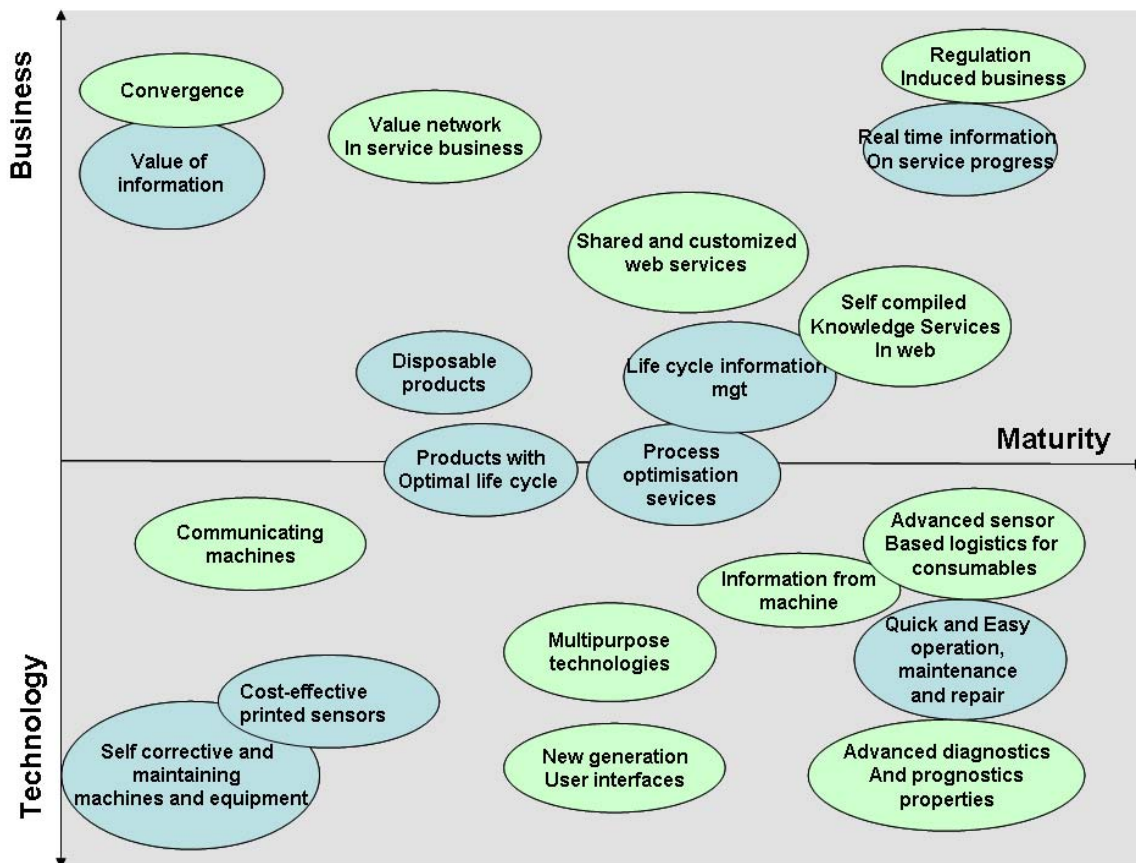 Business
Convergence
Value of
information
Value network
In service business
Regulation
Induced business
Real time information
On service progress
Shared and customized
web services
Self compiled
Knowledge Services
In web
Disposable
products
Life cycle information
mgt
Maturity
Products with
Optimal life cycle
Process
optimisation
sevices
Technology
Communicating
machines
Advanced sensor
Based logistics for
consumables
Information from
machine
Quick and Easy
operation,
maintenance
and repair
Multipurpose
technologies
Cost-effective
printed sensors
Self corrective and
maintaining
machines and equipment
New generation
User interfaces
Advanced diagnostics
And prognostics
properties